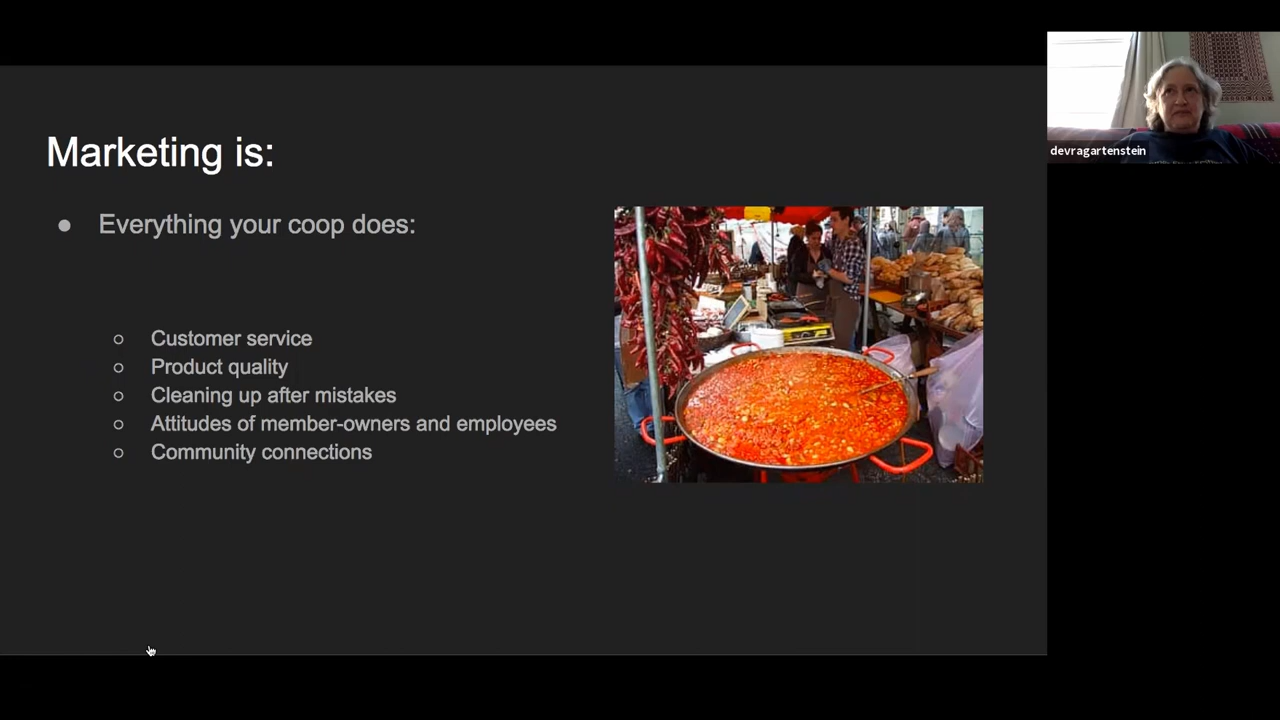 Marketing is:
● Everything your coop does:
○ Customer service
○ Product quality
○ Cleaning up after mistakes
○ Attitudes of member-owners and employees
○ Community connections
devragartenstein